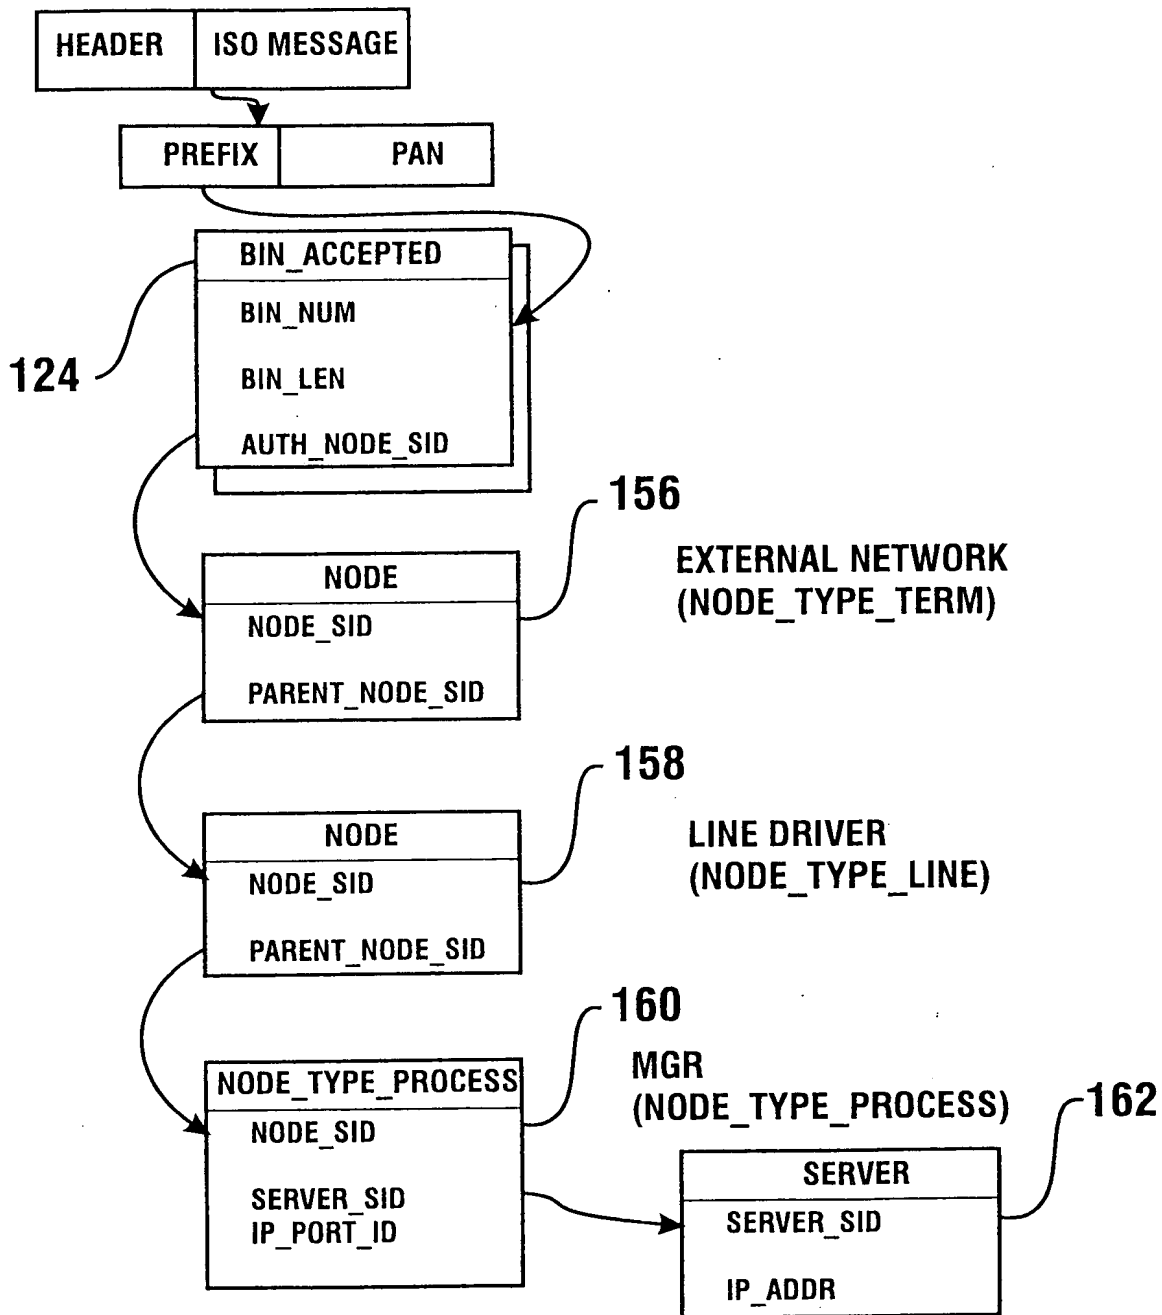 HEADER ISO MESSAGE
PREFIX PAN
BIN_ACCEPTED
BIN_NUM
BIN_LEN
AUTH_NODE_SID
124
156
NODE
NODE_SID
PARENT_NODE_SID
EXTERNAL NETWORK
(NODE_TYPE_TERM)
158
NODE
NODE_SID
PARENT_NODE_SID
LINE DRIVER
(NODE_TYPE_LINE)
160
NODE_TYPE_PROCESS
NODE_SID
SERVER_SID
IP_PORT_ID
MGR
(NODE_TYPE_PROCESS)
162
SERVER
SERVER_SID
IP_ADDR